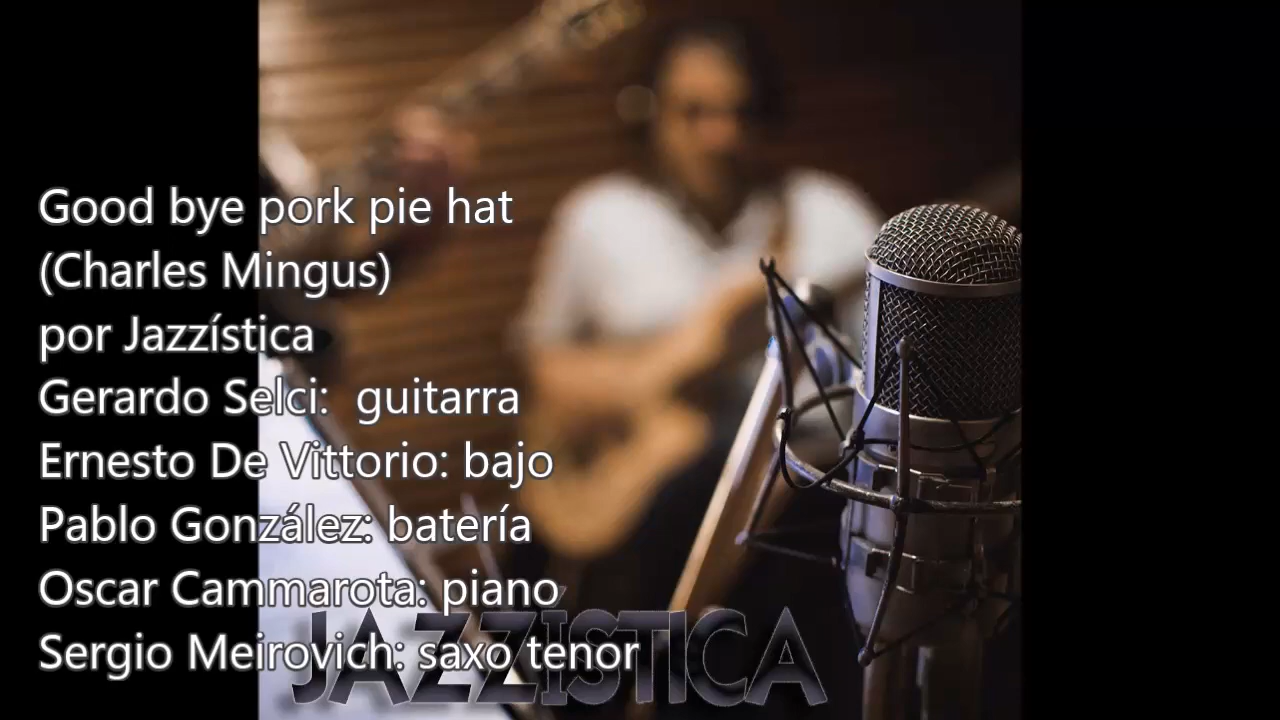 Good bye pork pie hat
(Charles Mingus)
por Jazzística
Gerardo Selci:  guitarra
Ernesto De Vittorio: bajo
Pablo González: batería
Oscar Cammarota: piano
Sergio Meirovich: saxo tenor
JAZZÍSTICA